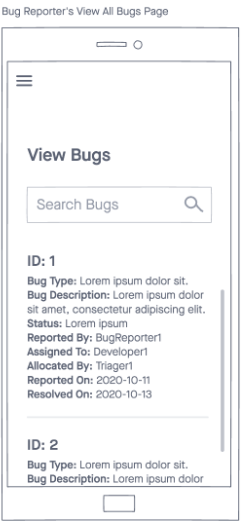 Bug Reporter's View All Bugs Page
View Bugs
Search Bugs
ID: 1
Bug Type: Lorem ipsum dolor sit.
Bug Description: Lorem ipsum dolor
sit amet, consectetur adipiscing elit.
Status: Lorem ipsum
Reported By: BugReporter1
Assigned To: Developer1
Allocated By: Triager1
Reported On: 2020-10-11
Resolved On: 2020-10-13
ID: 2
Bug Type: Lorem ipsum dolor sit.
Bug Description: Lorem ipsum dolor